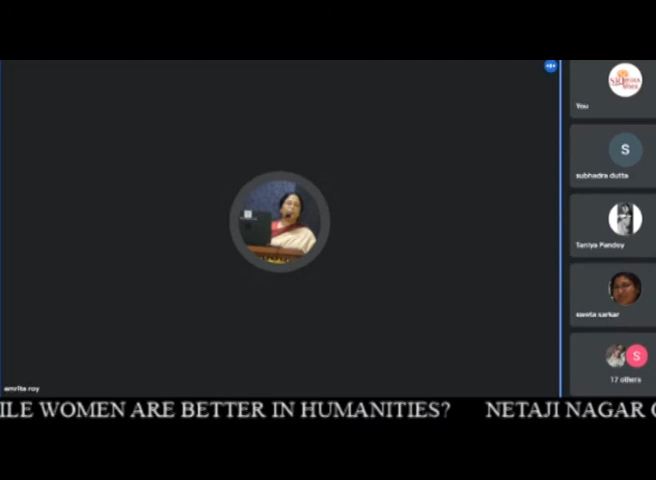 You
S
subhadra dutta
Taniya Pandey
sweta sarkar
S
17 others
amrita roy
ILE WOMEN ARE BETTER IN HUMANITIES? NETAJI NAGAR